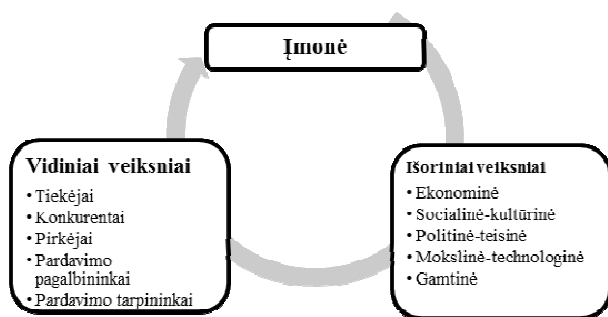 Įmonė
Vidiniai veiksniai
• Tiekėjai
• Konkurentai
• Pirkėjai
• Pardavimo
pagalbininkai
• Pardavimo tarpininkai
Išoriniai veiksniai
• Ekonominė
• Socialinė-kultūrinė
• Politinė-teisinė
• Mokslinė-technologinė
• Gamtinė